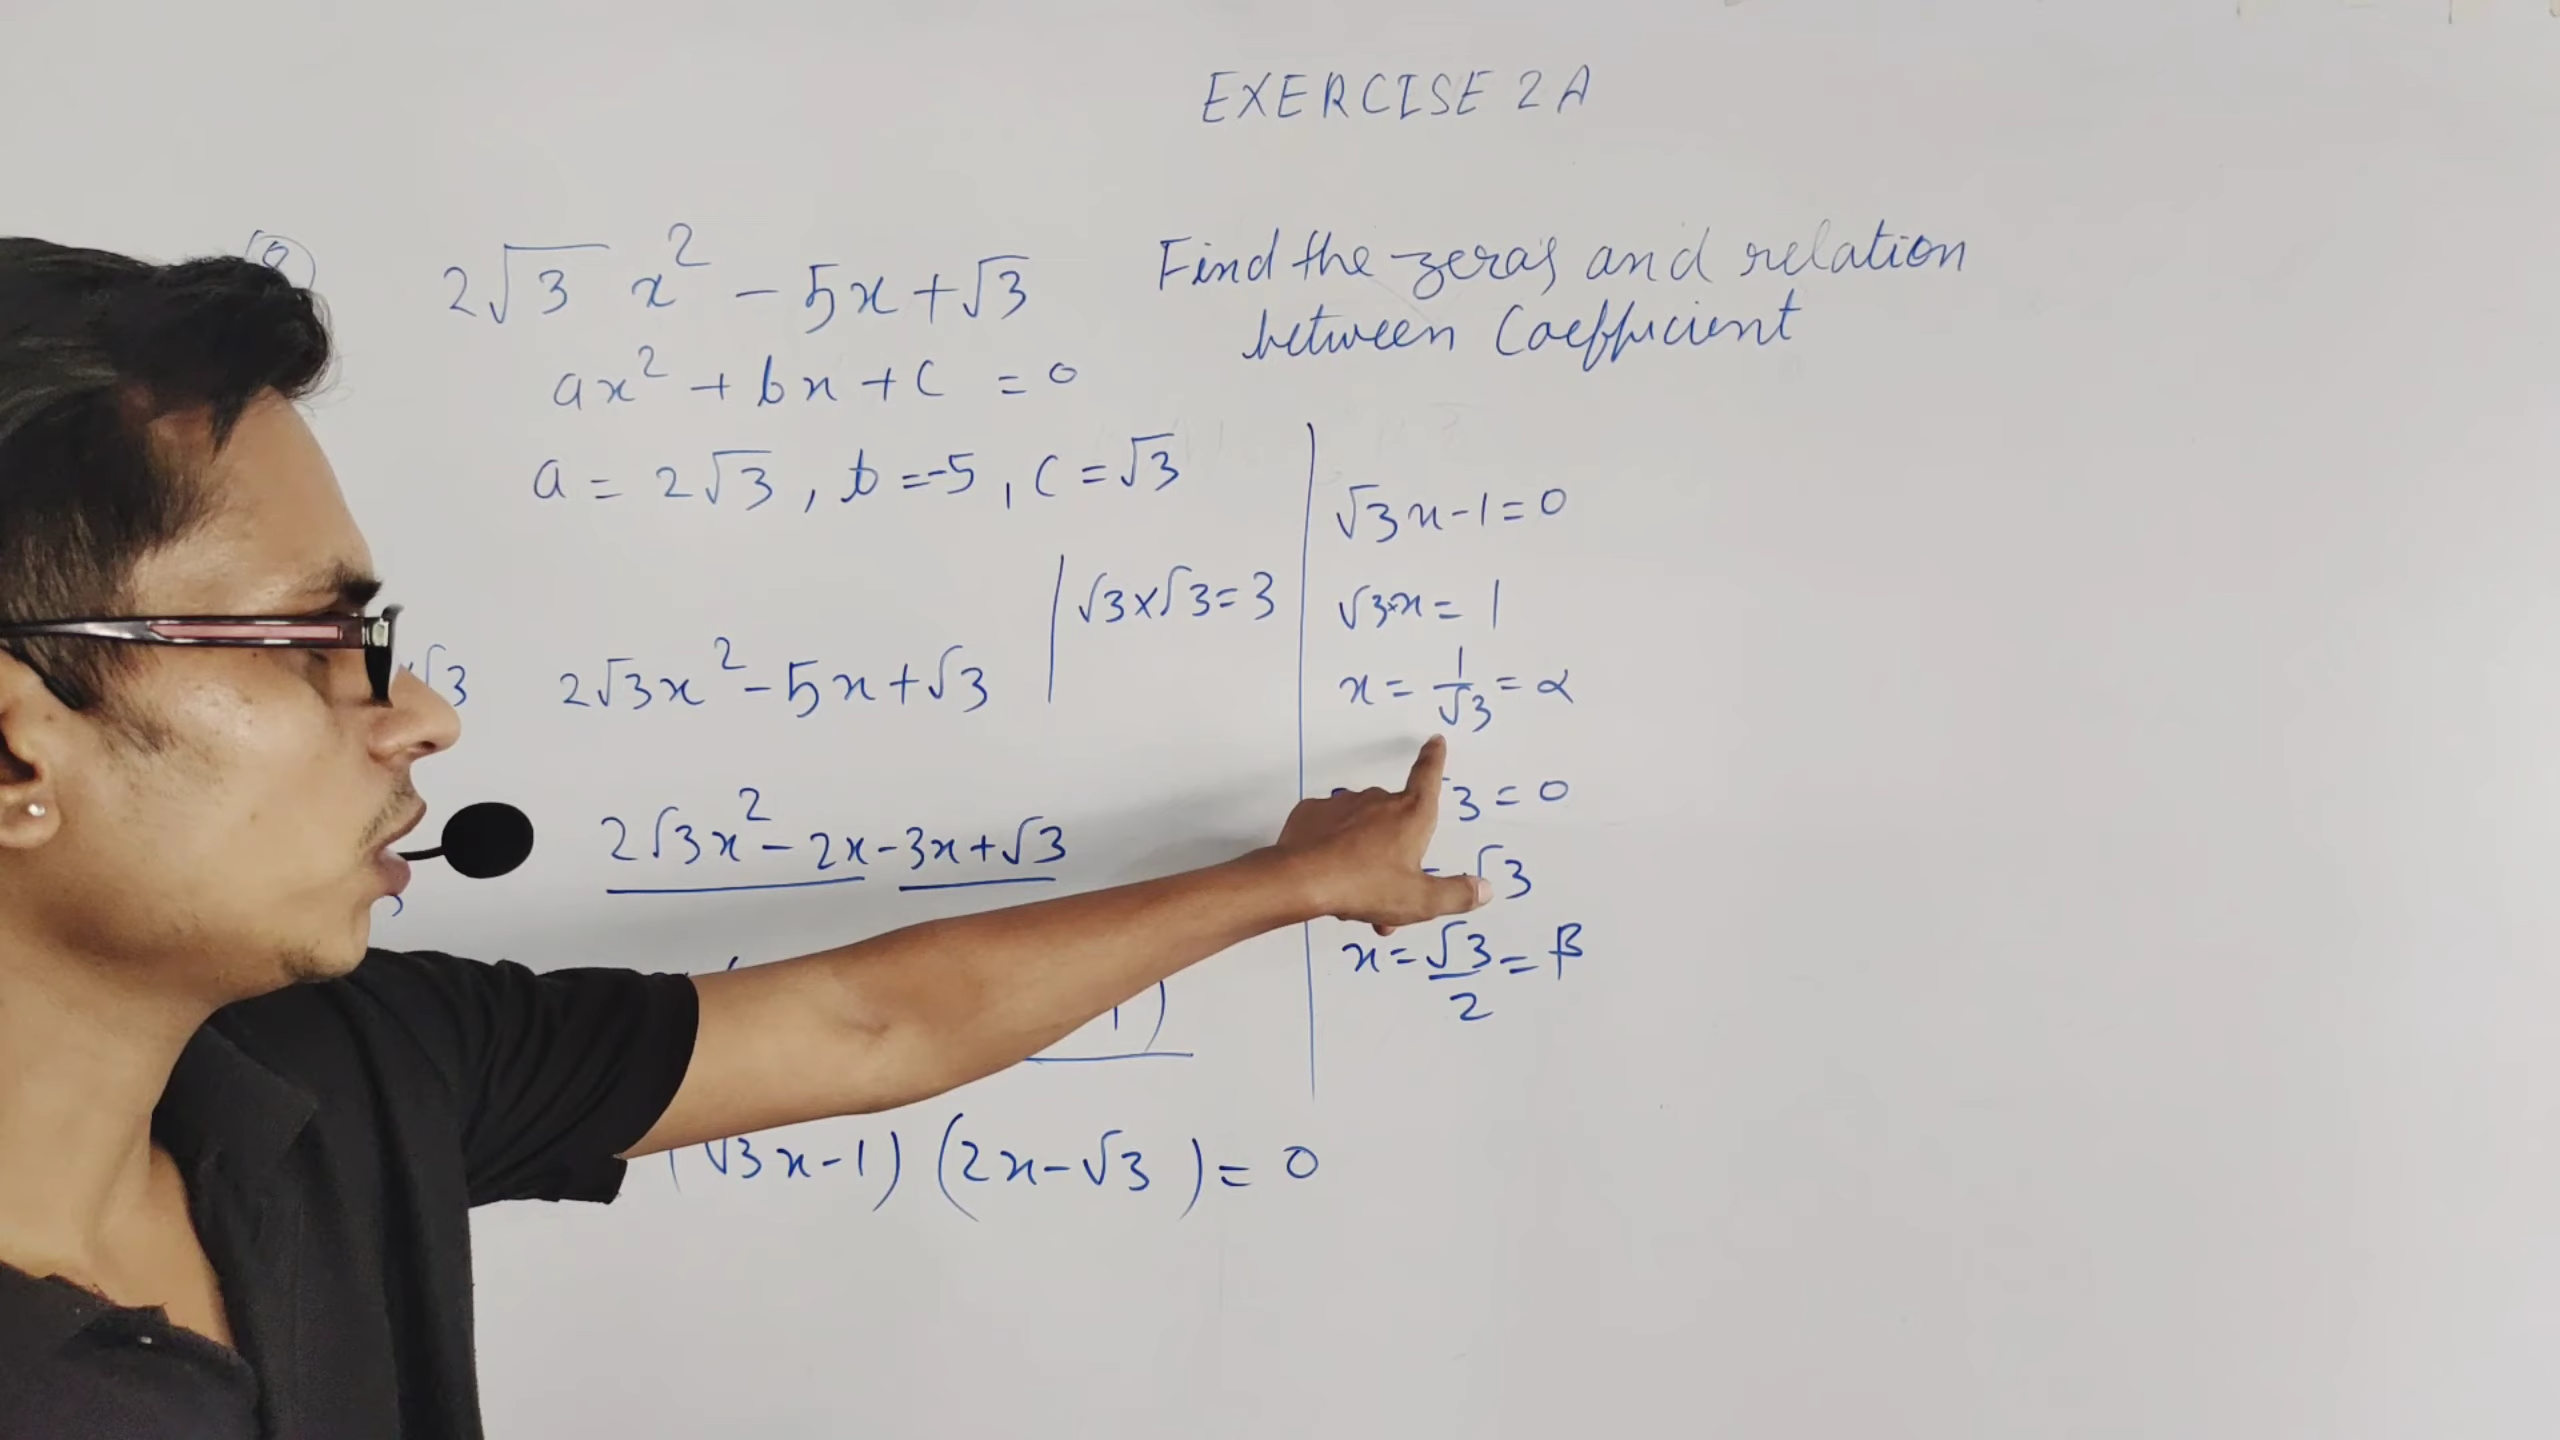 EXERCISE 2A
2√3 x² - 5x + √3
Find the zeros and relation
between Coefficient
ax² + bx + c = 0
a = 2√3, b = -5, c = √3
√3x√3 = 3
2√3x² - 5x + √3
2√3x² - 2x - 3x + √3
(√3x - 1) (2x - √3) = 0
√3x - 1 = 0
√3×x = 1
x = 1/√3 = α
√3 = 0
= √3
x = √3/2 = β